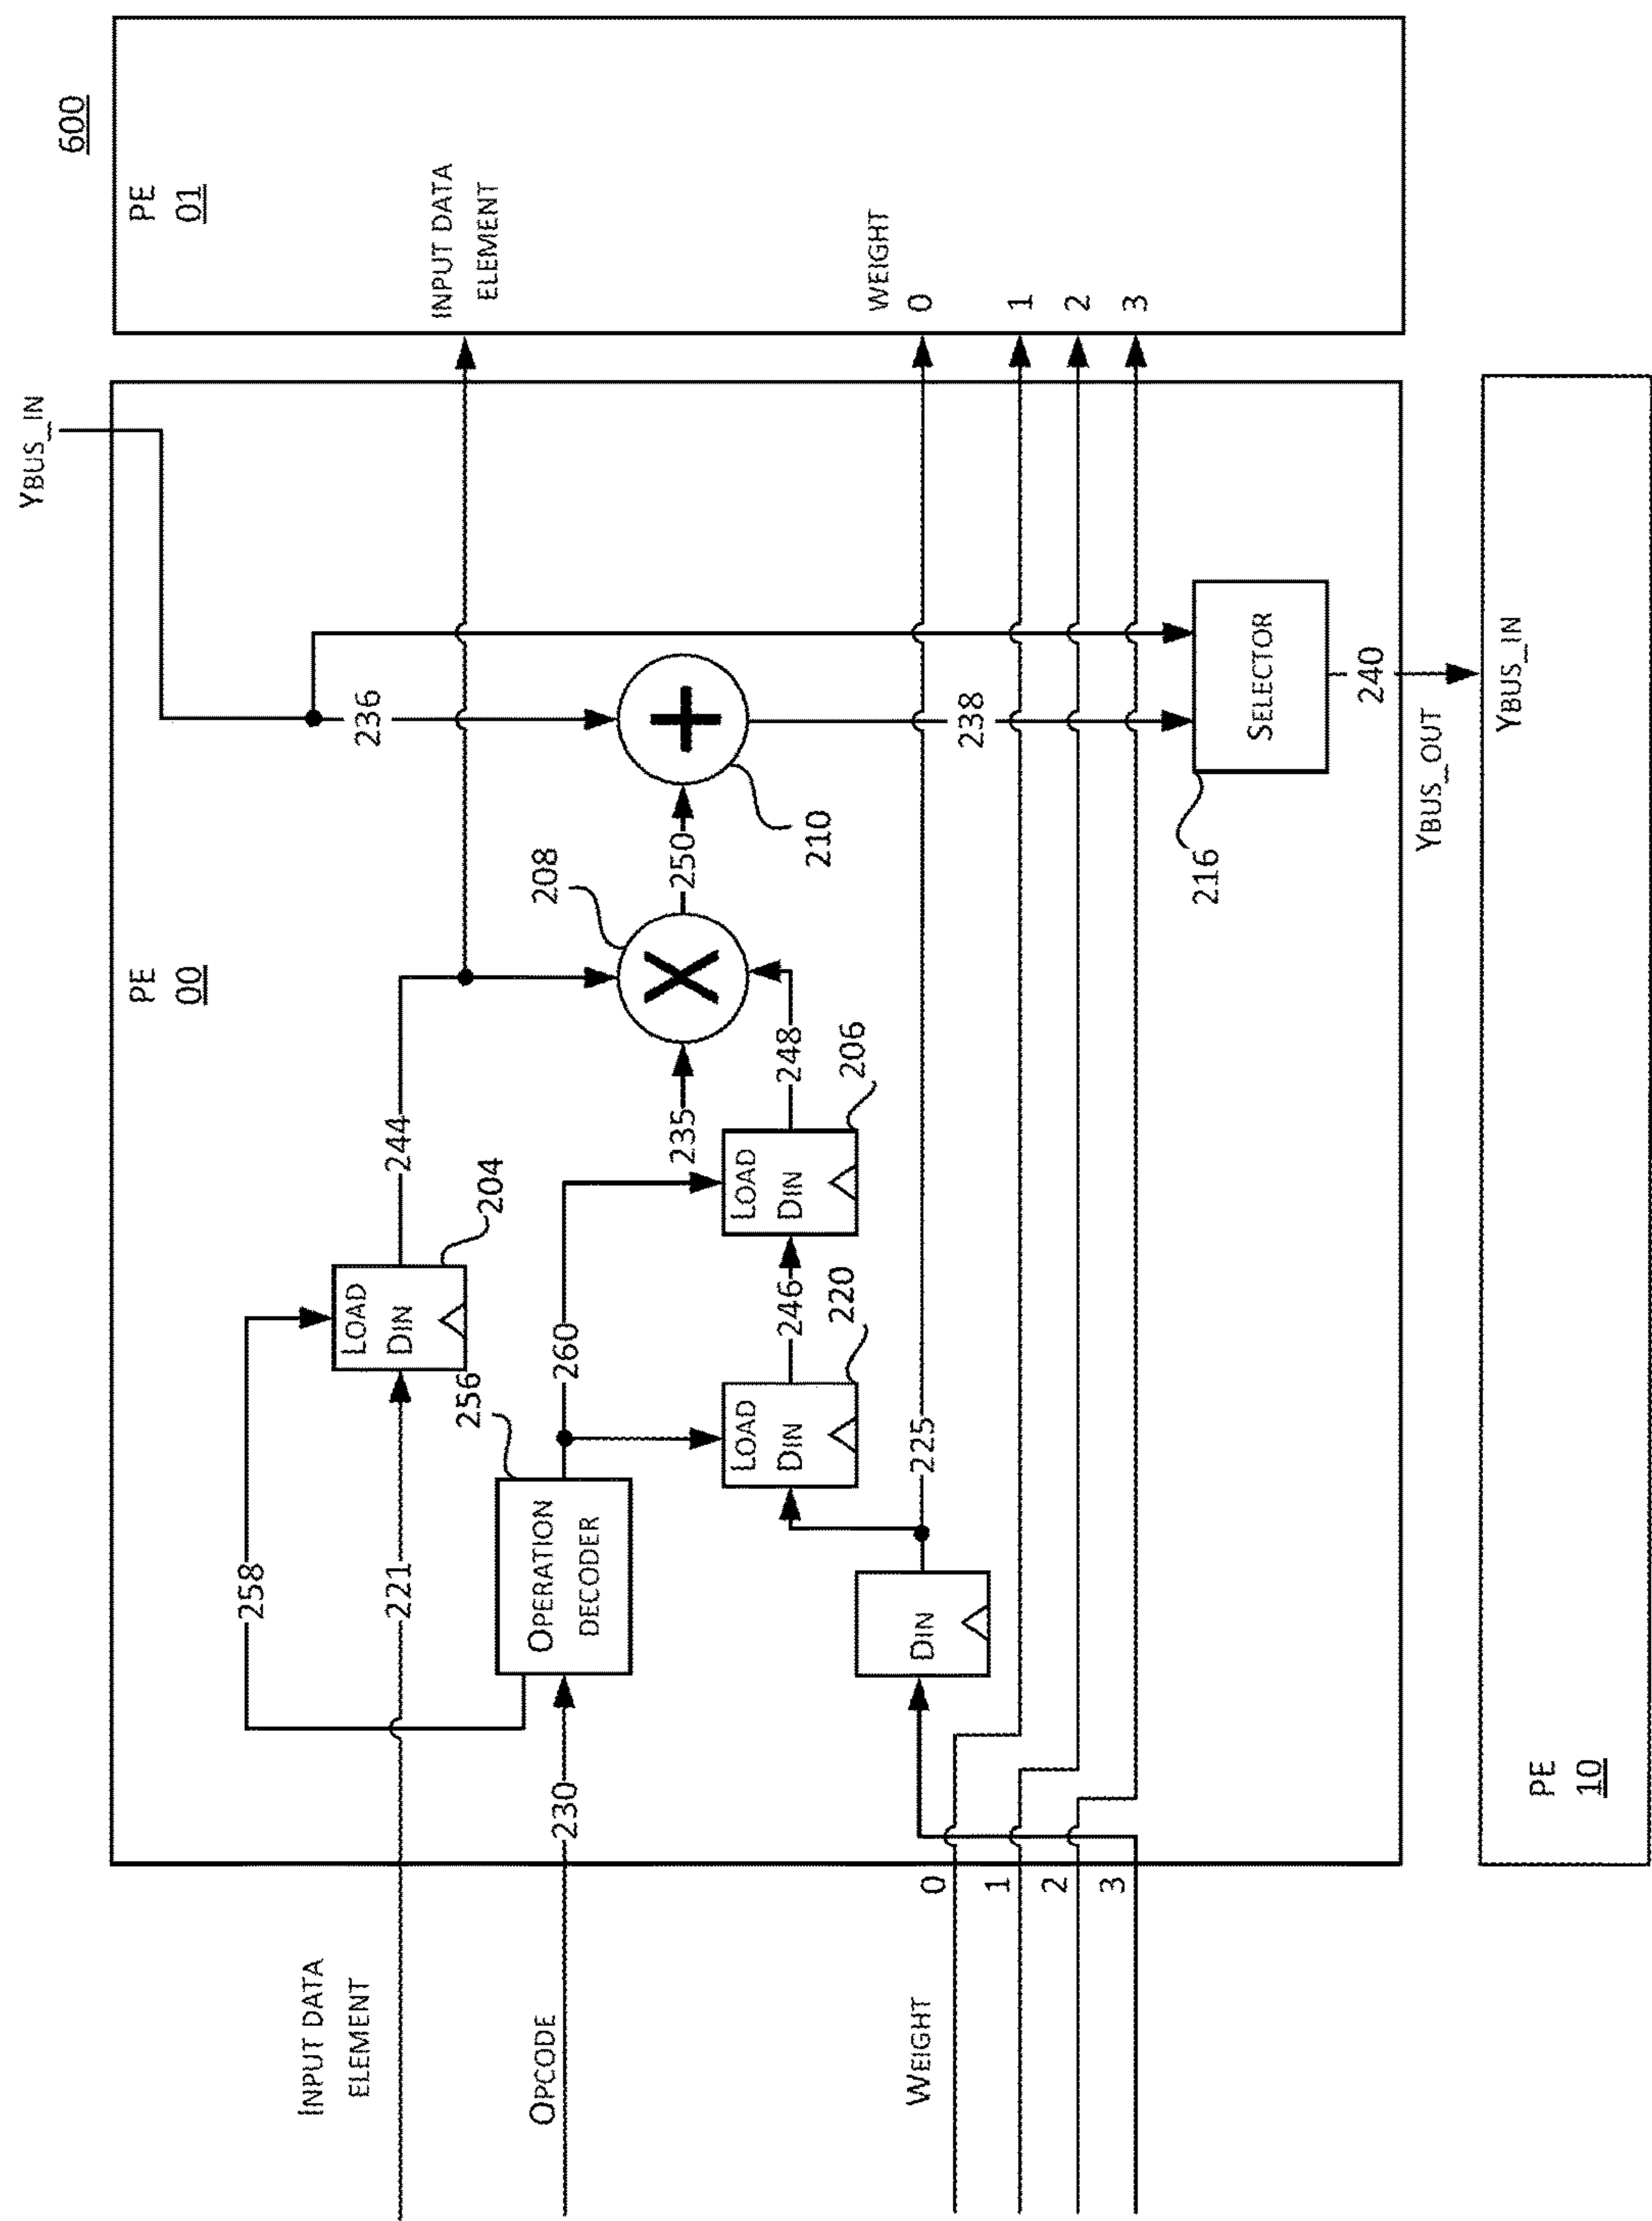 600
YBUS_IN
PE
00
PE
01
INPUT DATA
ELEMENT
258
221
LOAD
DIN
204
244
236
INPUT DATA
ELEMENT
OPCODE
230
OPERATION
DECODER
256
260
235
208
250
210
LOAD
DIN
220
246
LOAD
DIN
206
248
WEIGHT
0
1
2
3
DIN
225
238
WEIGHT
0
1
2
3
216
SELECTOR
240
YBUS_OUT
PE
10
YBUS_IN